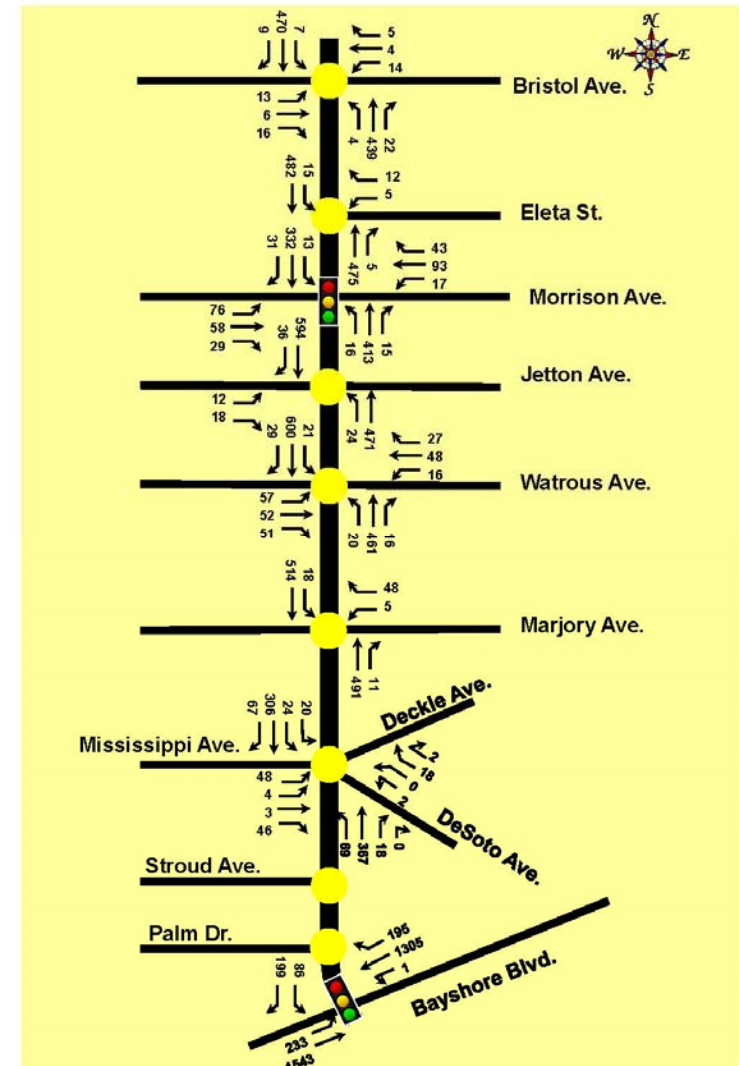 N
W E
S
9 470 7
5
4
14
Bristol Ave.
13
6
16
4 439 22
482 15
12
5
Eleta St.
475 5
31 332 13
43
93
17
Morrison Ave.
76
58
29
16 413 15
36 594
Jetton Ave.
12
18
24 471
29 600 21
27
48
16
Watrous Ave.
57
52
51
20 461 16
514 18
48
5
Marjory Ave.
491 11
67 306 24 20
Deckle Ave.
Mississippi Ave.
2
18
0
2
48
4
3
46
69 367 18 0
DeSoto Ave.
Stroud Ave.
Palm Dr.
195
1305
1
199 86
Bayshore Blvd.
233
1543